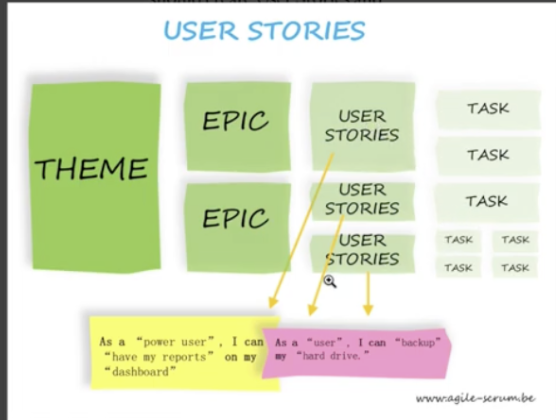 USER STORIES
THEME
EPIC
EPIC
USER
STORIES
USER
STORIES
USER
STORIES
TASK
TASK
TASK
TASK TASK
TASK TASK
As a “power user”, I can
“have my reports” on my
“dashboard”
As a “user”, I can “backup”
my “hard drive.”
www.agile-scrum.be